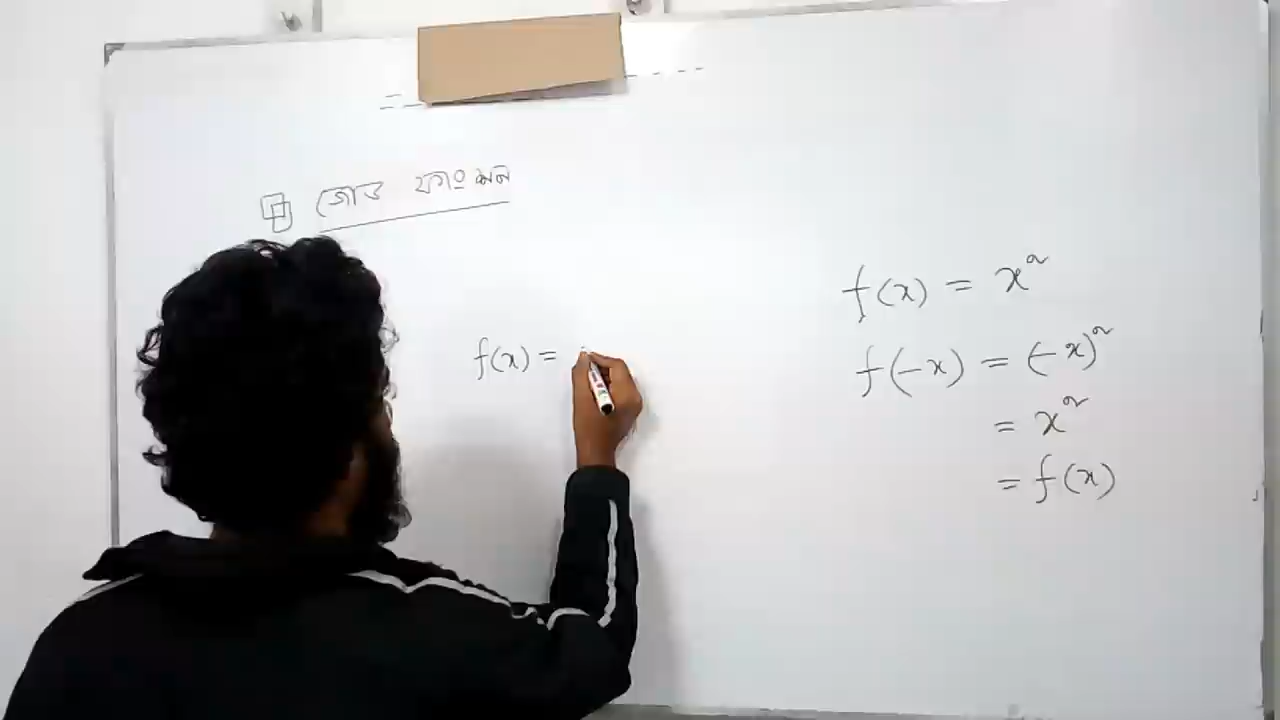 জোড় ফাংশন
f(x) =
f(x) = x²
f(-x) = (-x)²
= x²
= f(x)